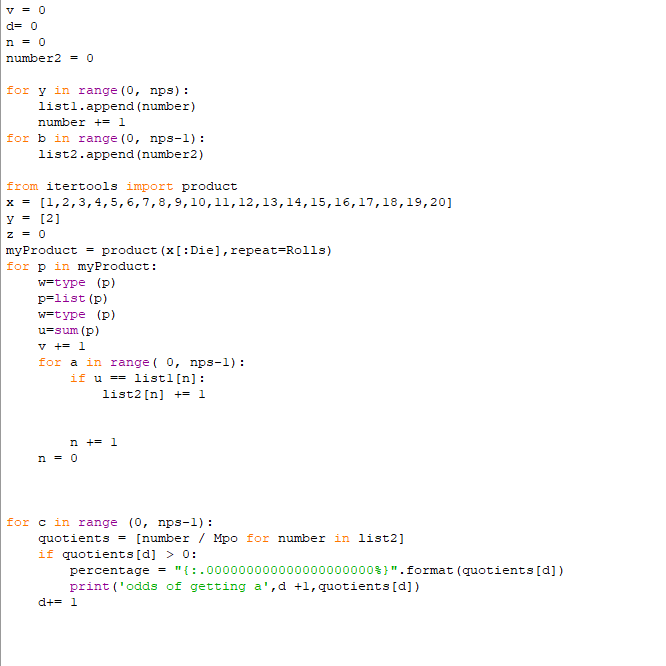 v = 0
d= 0
n = 0
number2 = 0
for y in range(0, nps):
    list1.append(number)
    number += 1
for b in range(0, nps-1):
    list2.append(number2)
from itertools import product
x = [1,2,3,4,5,6,7,8,9,10,11,12,13,14,15,16,17,18,19,20]
y = [2]
z = 0
myProduct = product(x[:Die],repeat=Rolls)
for p in myProduct:
    w=type (p)
    p=list(p)
    w=type (p)
    u=sum(p)
    v += 1
    for a in range( 0, nps-1):
        if u == list1[n]:
            list2[n] += 1
        n += 1
    n = 0
for c in range (0, nps-1):
    quotients = [number / Mpo for number in list2]
    if quotients[d] > 0:
        percentage = "{:.000000000000000000000%}".format(quotients[d])
        print('odds of getting a',d +1,quotients[d])
    d+= 1